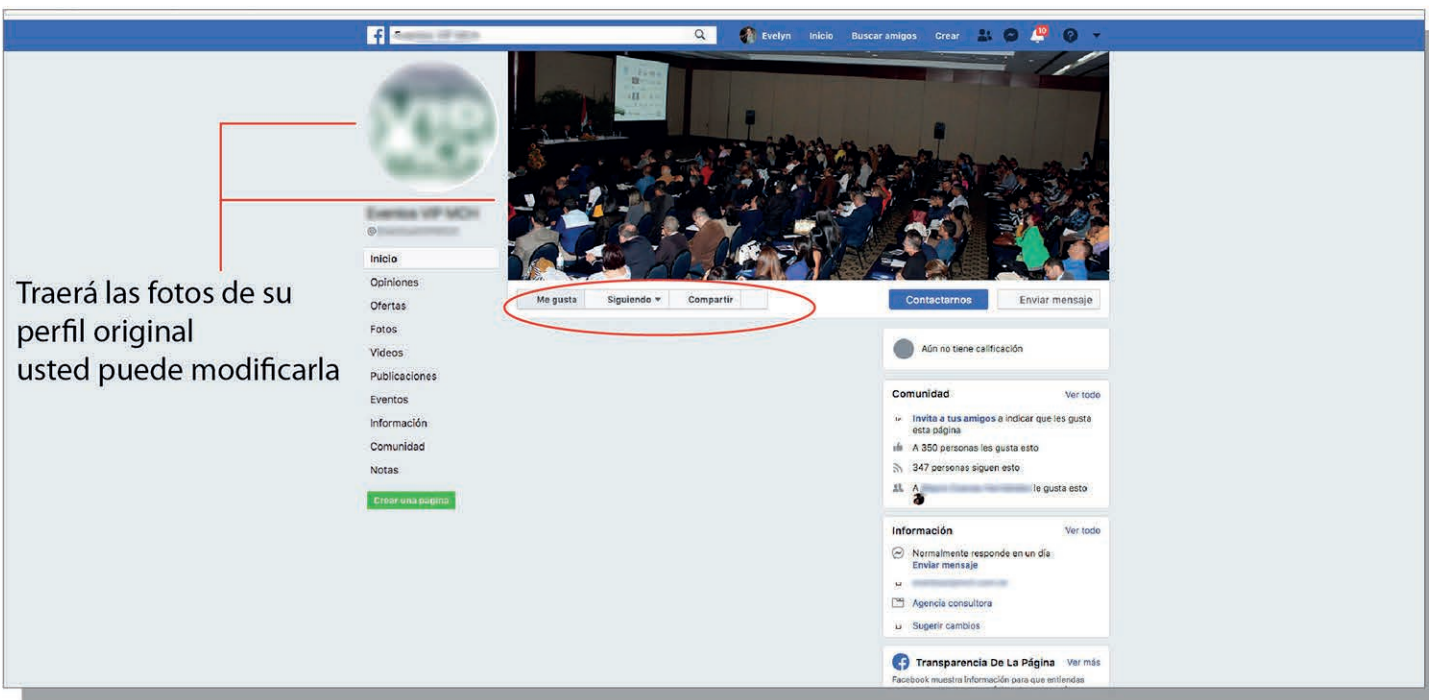 Evelyn Inicio Buscar amigos Crear 10
Eventos VIP MCH
@
Inicio
Opiniones
Ofertas
Fotos
Videos
Publicaciones
Eventos
Información
Comunidad
Notas
Crear una página
Traerá las fotos de su
perfil original
usted puede modificarla
Me gusta Siguiendo Compartir
Contactarnos Enviar mensaje
Aún no tiene calificación
Comunidad Ver todo
Invita a tus amigos a indicar que les gusta
esta página
A 350 personas les gusta esto
347 personas siguen esto
A le gusta esto
Información Ver todo
Normalmente responde en un día
Enviar mensaje
Agencia consultora
Sugerir cambios
Transparencia De La Página Ver más
Facebook muestra información para que entiendas